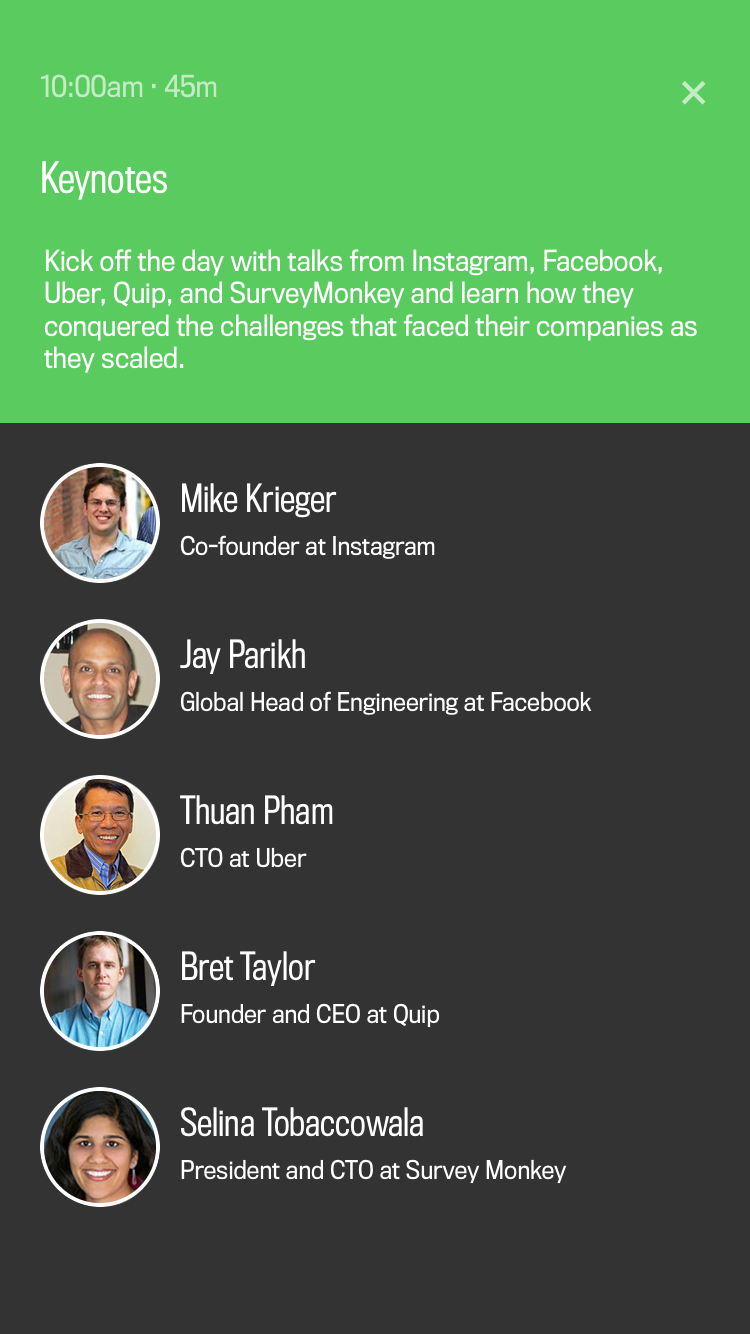 10:00am · 45m
Keynotes
Kick off the day with talks from Instagram, Facebook,
Uber, Quip, and SurveyMonkey and learn how they
conquered the challenges that faced their companies as
they scaled.
Mike Krieger
Co-founder at Instagram
Jay Parikh
Global Head of Engineering at Facebook
Thuan Pham
CTO at Uber
Bret Taylor
Founder and CEO at Quip
Selina Tobaccowala
President and CTO at Survey Monkey